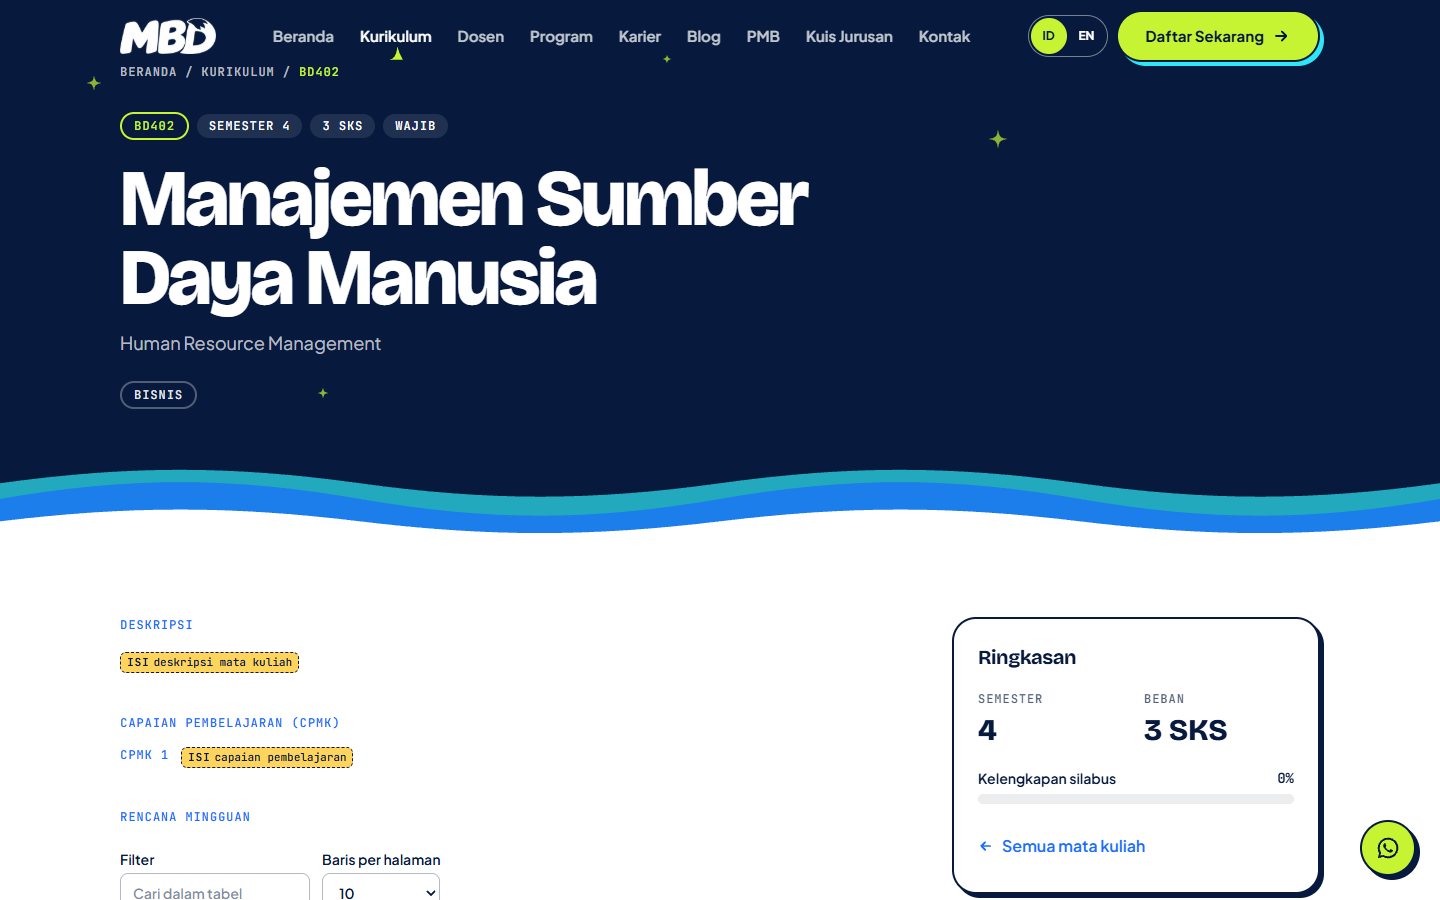 MBD
Beranda Kurikulum Dosen Program Karier Blog PMB Kuis Jurusan Kontak
ID EN
Daftar Sekarang →
BERANDA / KURIKULUM / BD402
BD402 SEMESTER 4 3 SKS WAJIB
Manajemen Sumber
Daya Manusia
Human Resource Management
BISNIS
DESKRIPSI
ISI deskripsi mata kuliah
CAPAIAN PEMBELAJARAN (CPMK)
CPMK 1 ISI capaian pembelajaran
RENCANA MINGGUAN
Filter Baris per halaman
Cari dalam tabel 10
Ringkasan
SEMESTER BEBAN
4 3 SKS
Kelengkapan silabus 0%
← Semua mata kuliah